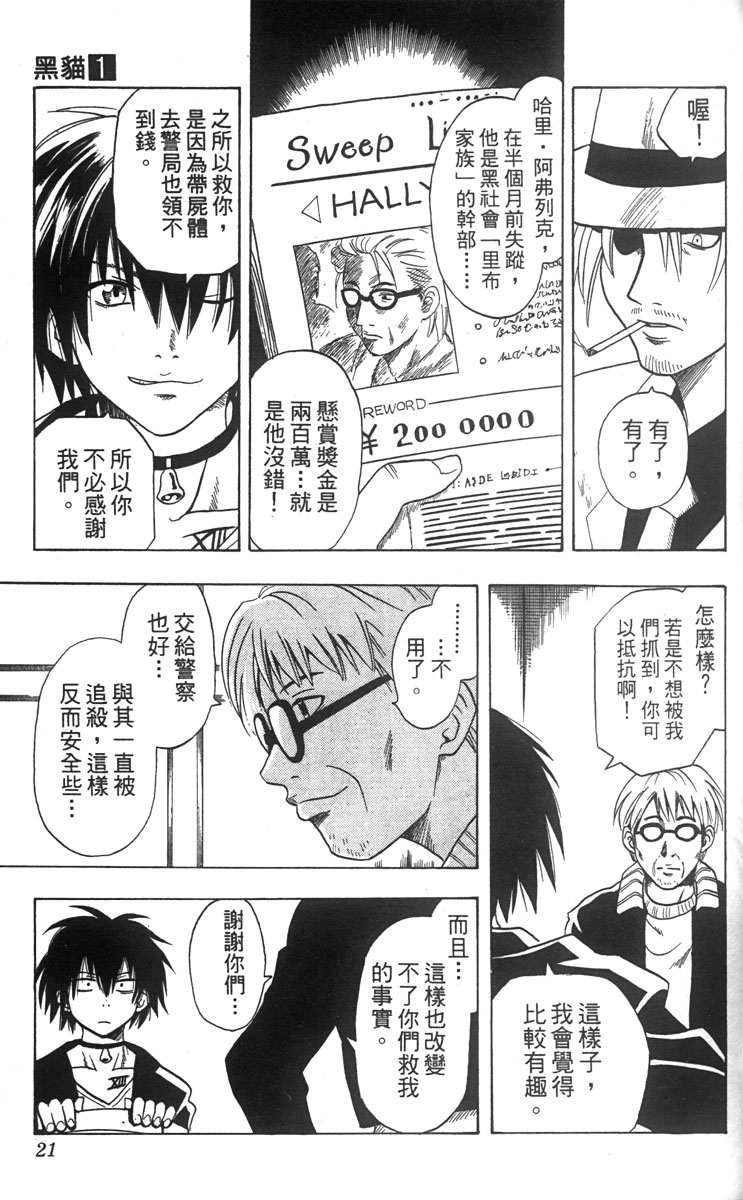 黑貓1
喔！
有了，
有了。
哈里・阿弗列克，
在半個月前失蹤，
他是黑社會「里布
家族」的幹部……
Sweep Li
◁HALLY
REWORD
¥ 2000000
懸賞獎金是
兩百萬…就
是他沒錯！
之所以救你，
是因為帶屍體
去警局也領不
到錢。
所以你
不必感謝
我們。
XIII
怎麼樣？
若是不想被我
們抓到，你可
以抵抗啊！
這樣子，
我會覺得
比較有趣。
………
…不
用了。
交給警察
也好…
與其一直被
追殺，這樣
反而安全些…
而且…
這樣也改變
不了你們救我
的事實。
謝謝你們…
XIII
21